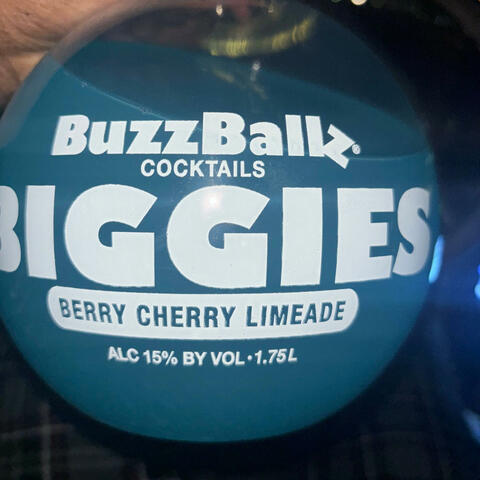 BuzzBallz®
COCKTAILS
BIGGIES
BERRY CHERRY LIMEADE
ALC 15% BY VOL • 1.75L